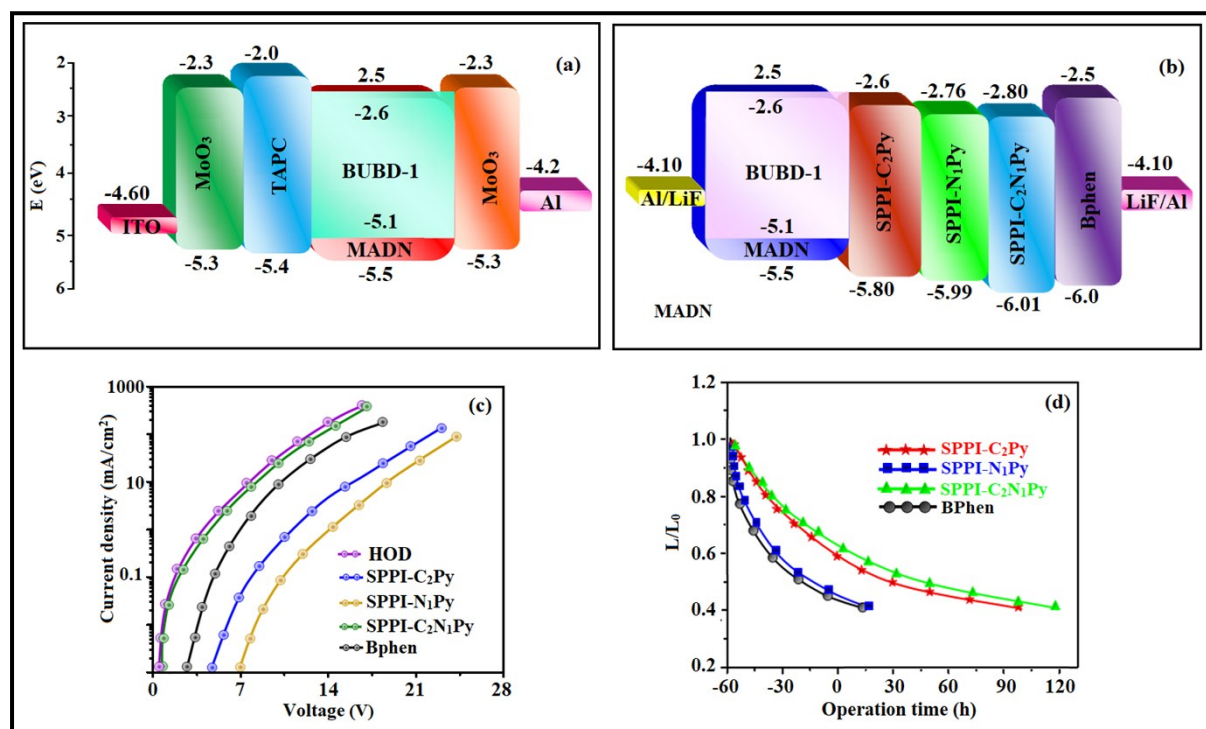 (a)
-2.0
-2.3
2.5
-2.3
2
3
4
5
6
E (eV)
-2.6
MoO₃
TAPC
BUBD-1
MoO₃
-4.60
ITO
-4.2
Al
-5.1
MADN
-5.3
-5.4
-5.5
-5.3
(b)
2.5
-2.6
-2.76
-2.80
-2.5
-2.6
-4.10
Al/LiF
BUBD-1
SPPI-C₂Py
SPPI-N₁Py
SPPI-C₂N₁Py
Bphen
-4.10
LiF/Al
-5.1
MADN
-5.5
-5.80
-5.99
-6.01
-6.0
MADN
(c)
1000
10
0.1
Current density (mA/cm²)
HOD
SPPI-C₂Py
SPPI-N₁Py
SPPI-C₂N₁Py
Bphen
0 7 14 21 28
Voltage (V)
(d)
1.2
1.0
0.8
0.6
0.4
0.2
L/L₀
SPPI-C₂Py
SPPI-N₁Py
SPPI-C₂N₁Py
BPhen
-60 -30 0 30 60 90 120
Operation time (h)